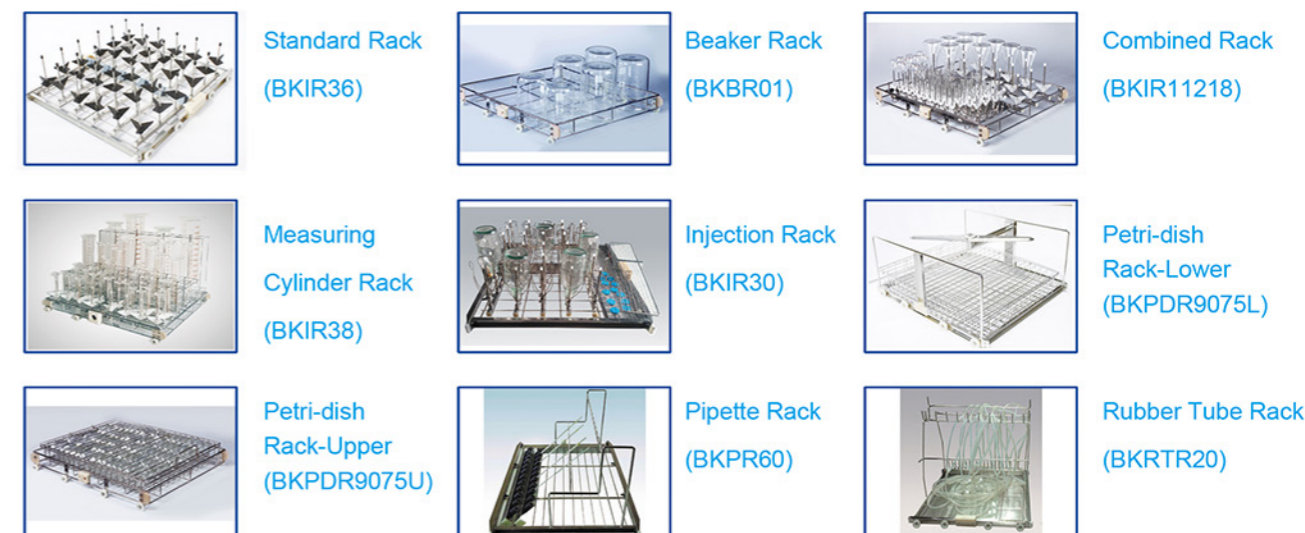 Standard Rack
(BKIR36)
Beaker Rack
(BKBR01)
Combined Rack
(BKIR11218)
Measuring
Cylinder Rack
(BKIR38)
Injection Rack
(BKIR30)
Petri-dish
Rack-Lower
(BKPDR9075L)
Petri-dish
Rack-Upper
(BKPDR9075U)
Pipette Rack
(BKPR60)
Rubber Tube Rack
(BKRTR20)